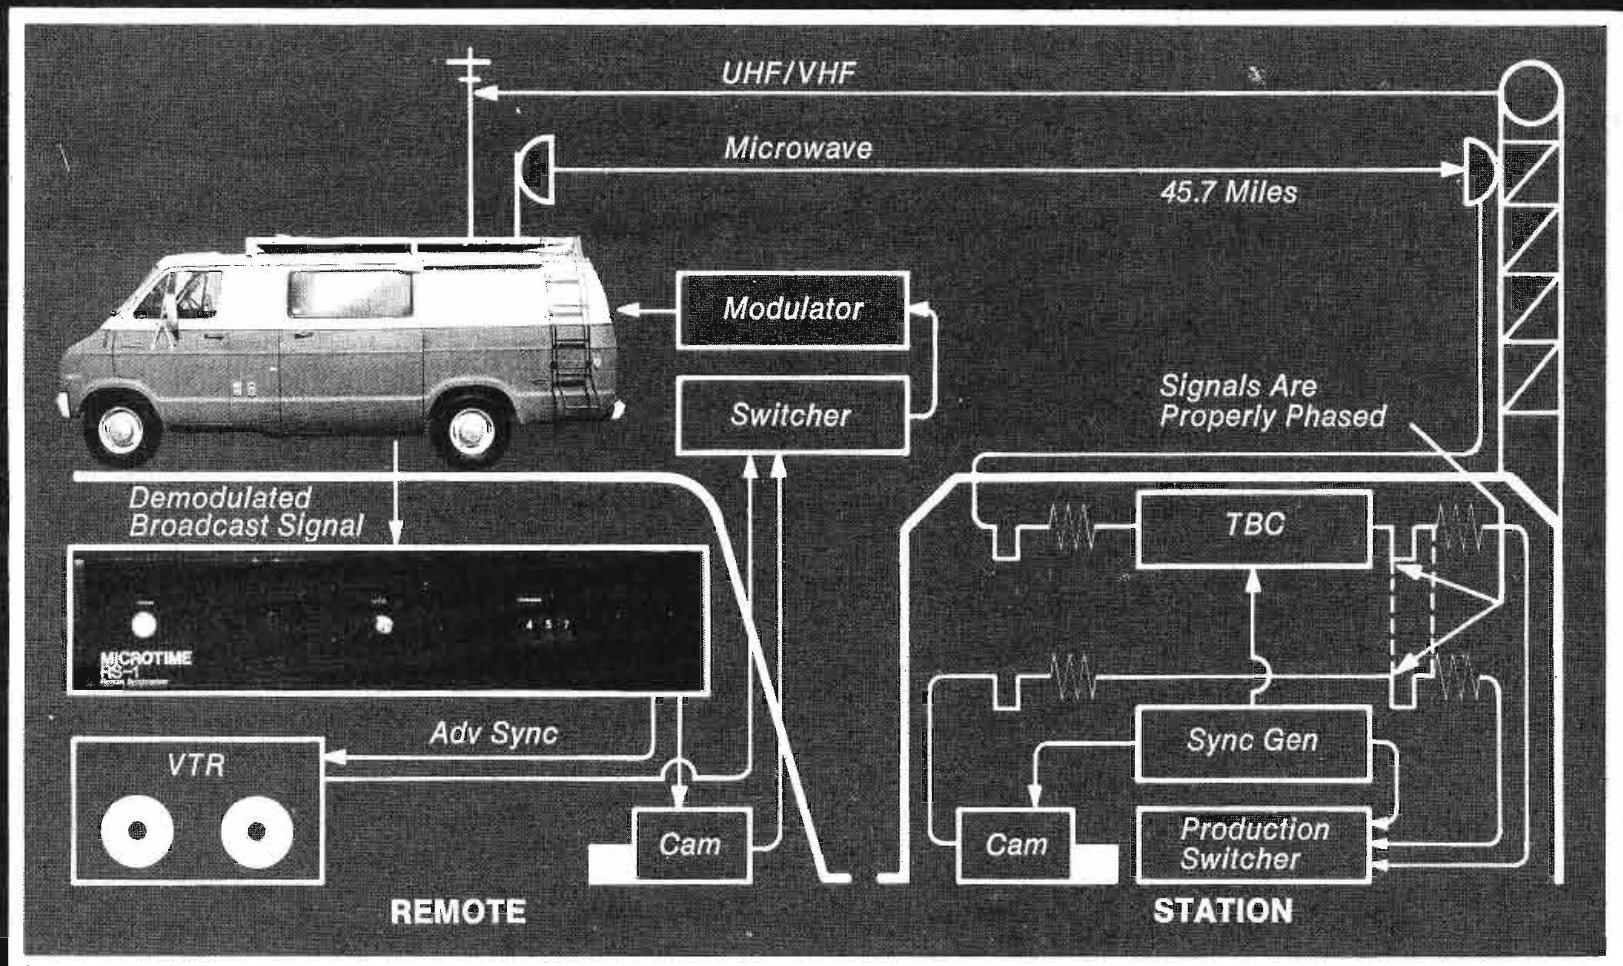 UHF/VHF
Microwave
45.7 Miles
Modulator
Switcher
Signals Are
Properly Phased
Demodulated
Broadcast Signal
TBC
4 5 7
MICROTIME
RS-1
Adv Sync
Sync Gen
VTR
Cam
Cam
Production
Switcher
REMOTE
STATION